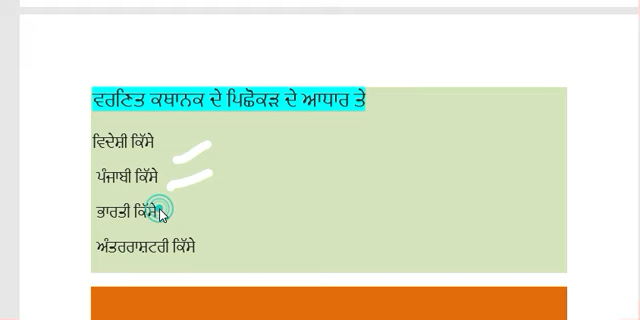 ਵਰਣਿਤ ਕਥਾਨਕ ਦੇ ਪਿਛੋਕੜ ਦੇ ਆਧਾਰ ਤੇ
ਵਿਦੇਸ਼ੀ ਕਿੱਸੇ
ਪੰਜਾਬੀ ਕਿੱਸੇ
ਭਾਰਤੀ ਕਿੱਸੇ
ਅੰਤਰਰਾਸ਼ਟਰੀ ਕਿੱਸੇ